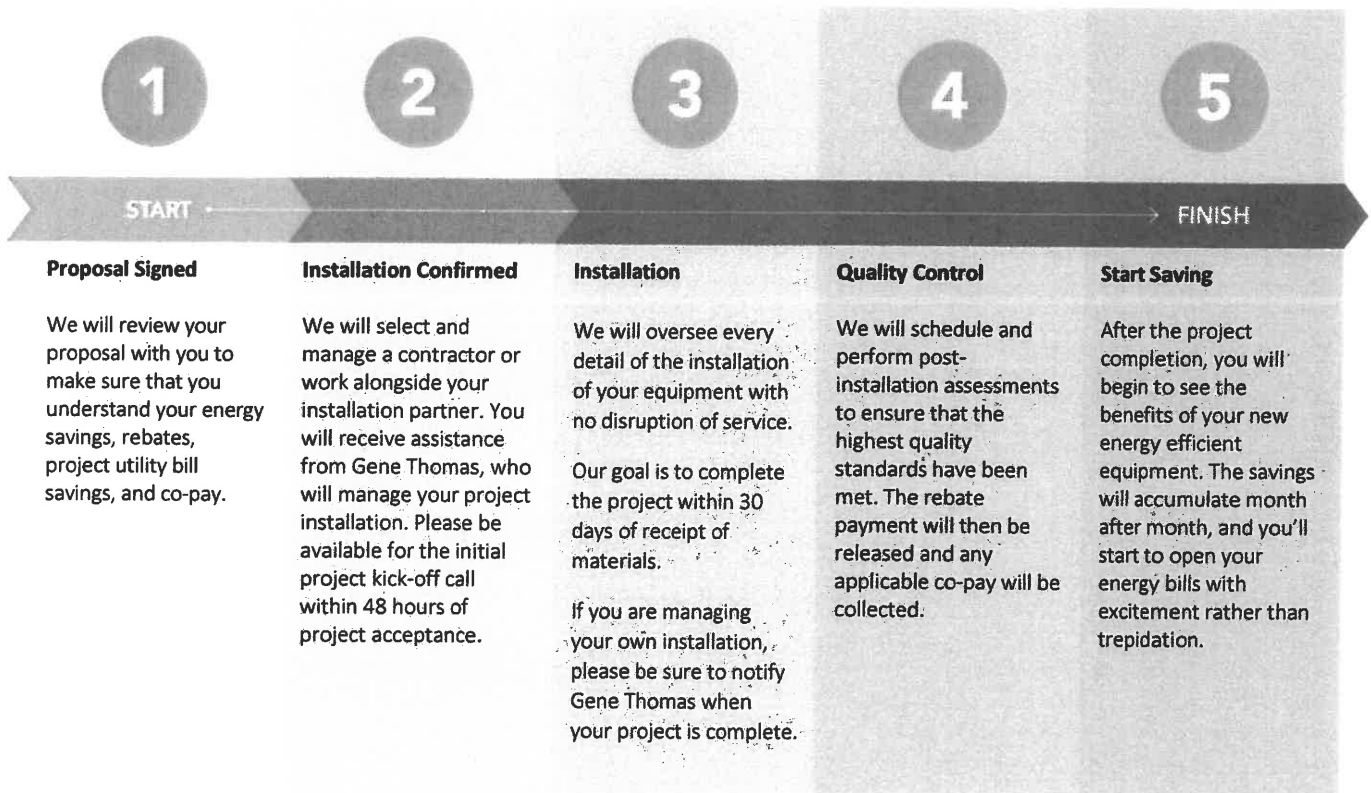 1
2
3
4
5
START
FINISH
Proposal Signed
We will review your
proposal with you to
make sure that you
understand your energy
savings, rebates,
project utility bill
savings, and co-pay.
Installation Confirmed
We will select and
manage a contractor or
work alongside your
installation partner. You
will receive assistance
from Gene Thomas, who
will manage your project
installation. Please be
available for the initial
project kick-off call
within 48 hours of
project acceptance.
Installation
We will oversee every
detail of the installation
of your equipment with
no disruption of service.
Our goal is to complete
the project within 30
days of receipt of
materials.
If you are managing
your own installation,
please be sure to notify
Gene Thomas when
your project is complete.
Quality Control
We will schedule and
perform post-
installation assessments
to ensure that the
highest quality
standards have been
met. The rebate
payment will then be
released and any
applicable co-pay will be
collected.
Start Saving
After the project
completion, you will
begin to see the
benefits of your new
energy efficient
equipment. The savings
will accumulate month
after month, and you'll
start to open your
energy bills with
excitement rather than
trepidation.